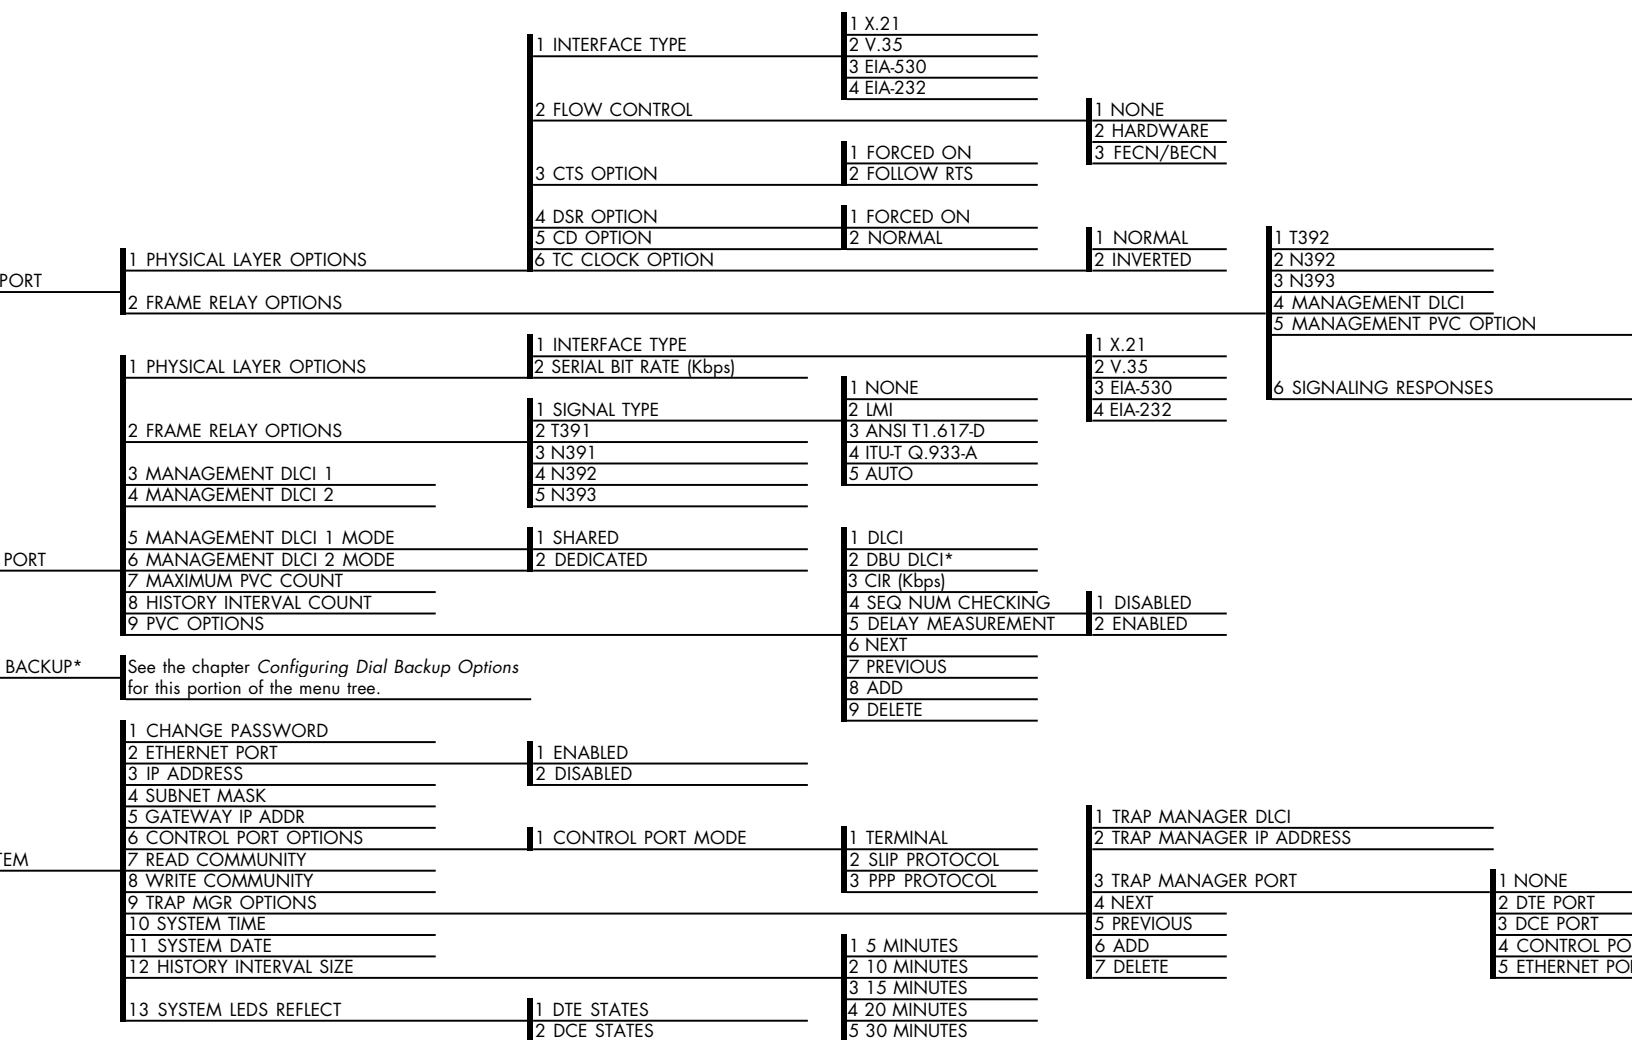 1 X.21
1 INTERFACE TYPE
2 V.35
3 EIA-530
4 EIA-232
2 FLOW CONTROL
1 NONE
2 HARDWARE
3 FECN/BECN
1 FORCED ON
3 CTS OPTION
2 FOLLOW RTS
4 DSR OPTION
1 FORCED ON
5 CD OPTION
2 NORMAL
1 NORMAL
1 T392
1 PHYSICAL LAYER OPTIONS
6 TC CLOCK OPTION
2 INVERTED
2 N392
PORT
3 N393
2 FRAME RELAY OPTIONS
4 MANAGEMENT DLCI
5 MANAGEMENT PVC OPTION
1 INTERFACE TYPE
1 X.21
1 PHYSICAL LAYER OPTIONS
2 SERIAL BIT RATE (Kbps)
2 V.35
1 NONE
3 EIA-530
6 SIGNALING RESPONSES
1 SIGNAL TYPE
2 LMI
4 EIA-232
2 FRAME RELAY OPTIONS
2 T391
3 ANSI T1.617-D
3 N391
4 ITU-T Q.933-A
3 MANAGEMENT DLCI 1
4 N392
5 AUTO
4 MANAGEMENT DLCI 2
5 N393
5 MANAGEMENT DLCI 1 MODE
1 SHARED
1 DLCI
PORT
6 MANAGEMENT DLCI 2 MODE
2 DEDICATED
2 DBU DLCI*
7 MAXIMUM PVC COUNT
3 CIR (Kbps)
8 HISTORY INTERVAL COUNT
4 SEQ NUM CHECKING
1 DISABLED
9 PVC OPTIONS
5 DELAY MEASUREMENT
2 ENABLED
6 NEXT
BACKUP*
See the chapter Configuring Dial Backup Options
7 PREVIOUS
for this portion of the menu tree.
8 ADD
9 DELETE
1 CHANGE PASSWORD
2 ETHERNET PORT
1 ENABLED
3 IP ADDRESS
2 DISABLED
4 SUBNET MASK
5 GATEWAY IP ADDR
1 TRAP MANAGER DLCI
6 CONTROL PORT OPTIONS
1 CONTROL PORT MODE
1 TERMINAL
2 TRAP MANAGER IP ADDRESS
TEM
7 READ COMMUNITY
2 SLIP PROTOCOL
8 WRITE COMMUNITY
3 PPP PROTOCOL
3 TRAP MANAGER PORT
1 NONE
9 TRAP MGR OPTIONS
4 NEXT
2 DTE PORT
10 SYSTEM TIME
5 PREVIOUS
3 DCE PORT
11 SYSTEM DATE
1 5 MINUTES
6 ADD
4 CONTROL PO
12 HISTORY INTERVAL SIZE
2 10 MINUTES
7 DELETE
5 ETHERNET PO
3 15 MINUTES
13 SYSTEM LEDS REFLECT
1 DTE STATES
4 20 MINUTES
2 DCE STATES
5 30 MINUTES